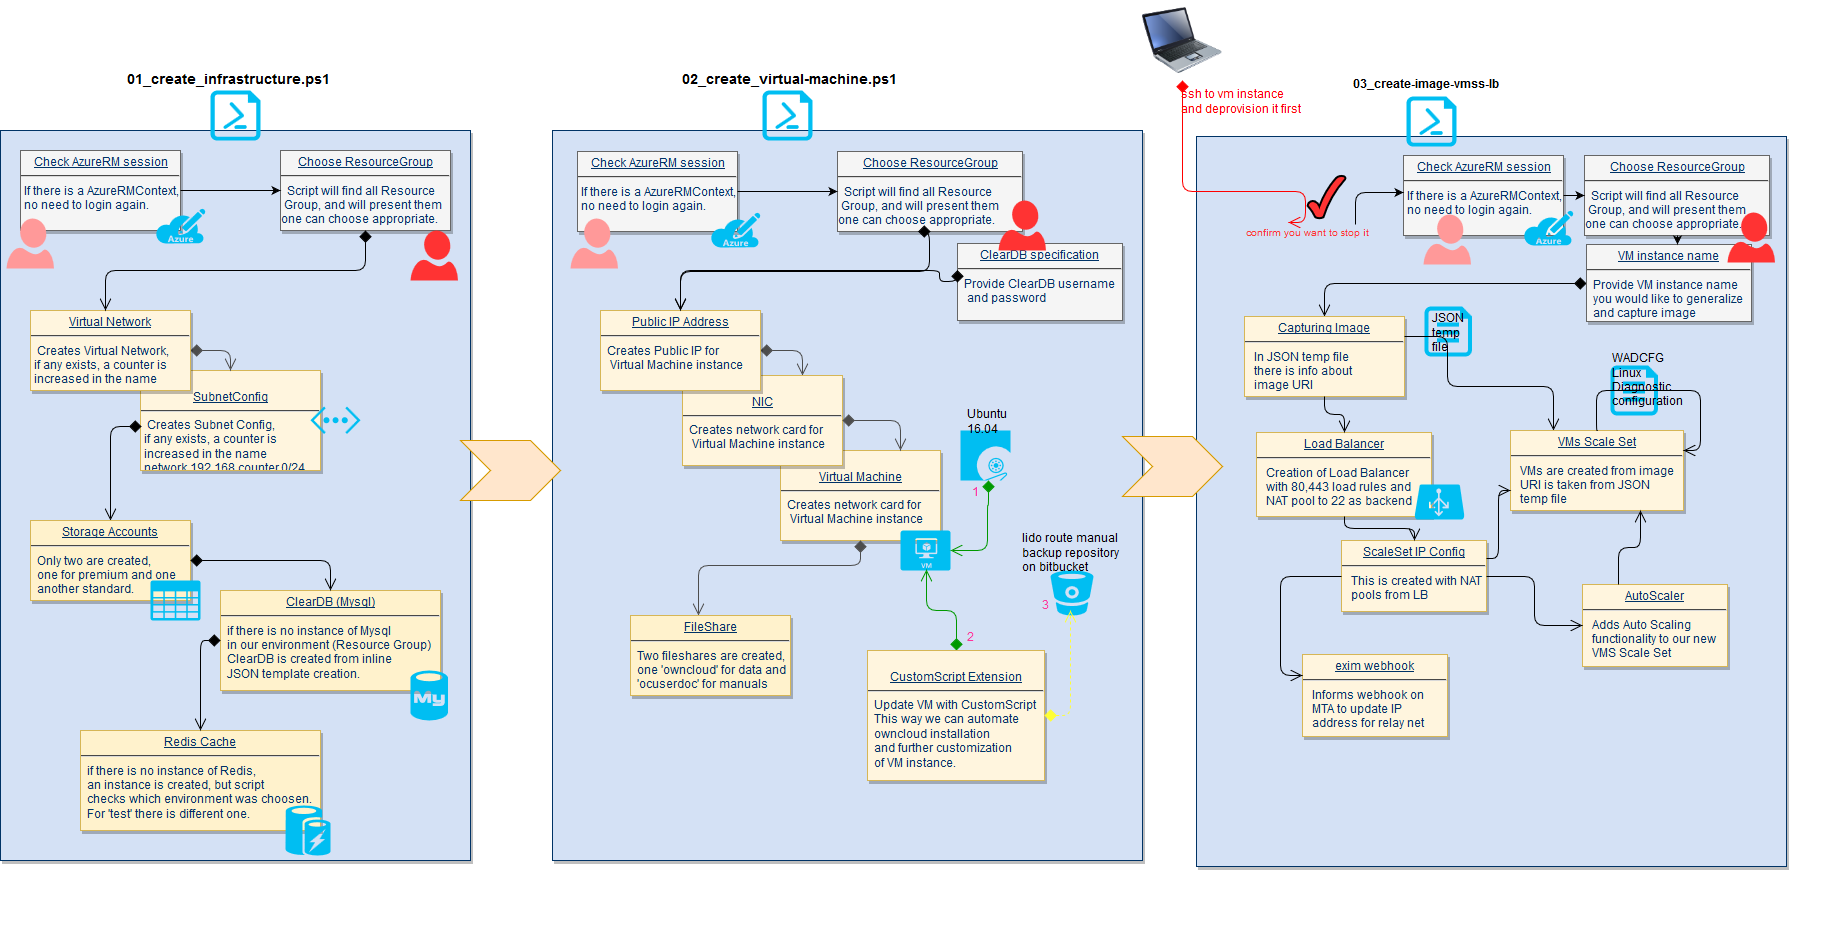 01_create_infrastructure.ps1
Check AzureRM session
If there is a AzureRMContext,
no need to login again.
Azure
Choose ResourceGroup
Script will find all Resource
Group, and will present them
one can choose appropriate.
Virtual Network
Creates Virtual Network,
if any exists, a counter is
increased in the name
SubnetConfig
Creates Subnet Config,
if any exists, a counter is
increased in the name
network 192.168.counter.0/24
Storage Accounts
Only two are created,
one for premium and one
another standard.
ClearDB (Mysql)
if there is no instance of Mysql
in our environment (Resource Group)
ClearDB is created from inline
JSON template creation.
My
Redis Cache
if there is no instance of Redis,
an instance is created, but script
checks which environment was choosen.
For 'test' there is different one.
02_create_virtual-machine.ps1
Check AzureRM session
If there is a AzureRMContext,
no need to login again.
Azure
Choose ResourceGroup
Script will find all Resource
Group, and will present them
one can choose appropriate.
ClearDB specification
Provide ClearDB username
and password
Public IP Address
Creates Public IP for
Virtual Machine instance
NIC
Creates network card for
Virtual Machine instance
Virtual Machine
Creates network card for
Virtual Machine instance
VM
Ubuntu
16.04
1
lido route manual
backup repository
on bitbucket
3
2
FileShare
Two fileshares are created,
one 'owncloud' for data and
'ocuserdoc' for manuals
CustomScript Extension
Update VM with CustomScript
This way we can automate
owncloud installation
and further customization
of VM instance.
ssh to vm instance
and deprovision it first
confirm you want to stop it
03_create-image-vmss-lb
Check AzureRM session
If there is a AzureRMContext,
no need to login again.
Azure
Choose ResourceGroup
Script will find all Resource
Group, and will present them
one can choose appropriate.
VM instance name
Provide VM instance name
you would like to generalize
and capture image
Capturing Image
In JSON temp file
there is info about
image URI
JSON
temp
file
WADCFG
Linux
Diagnostic
configuration
Load Balancer
Creation of Load Balancer
with 80,443 load rules and
NAT pool to 22 as backend
VMs Scale Set
VMs are created from image
URI is taken from JSON
temp file
ScaleSet IP Config
This is created with NAT
pools from LB
AutoScaler
Adds Auto Scaling
functionality to our new
VMS Scale Set
exim webhook
Informs webhook on
MTA to update IP
address for relay net